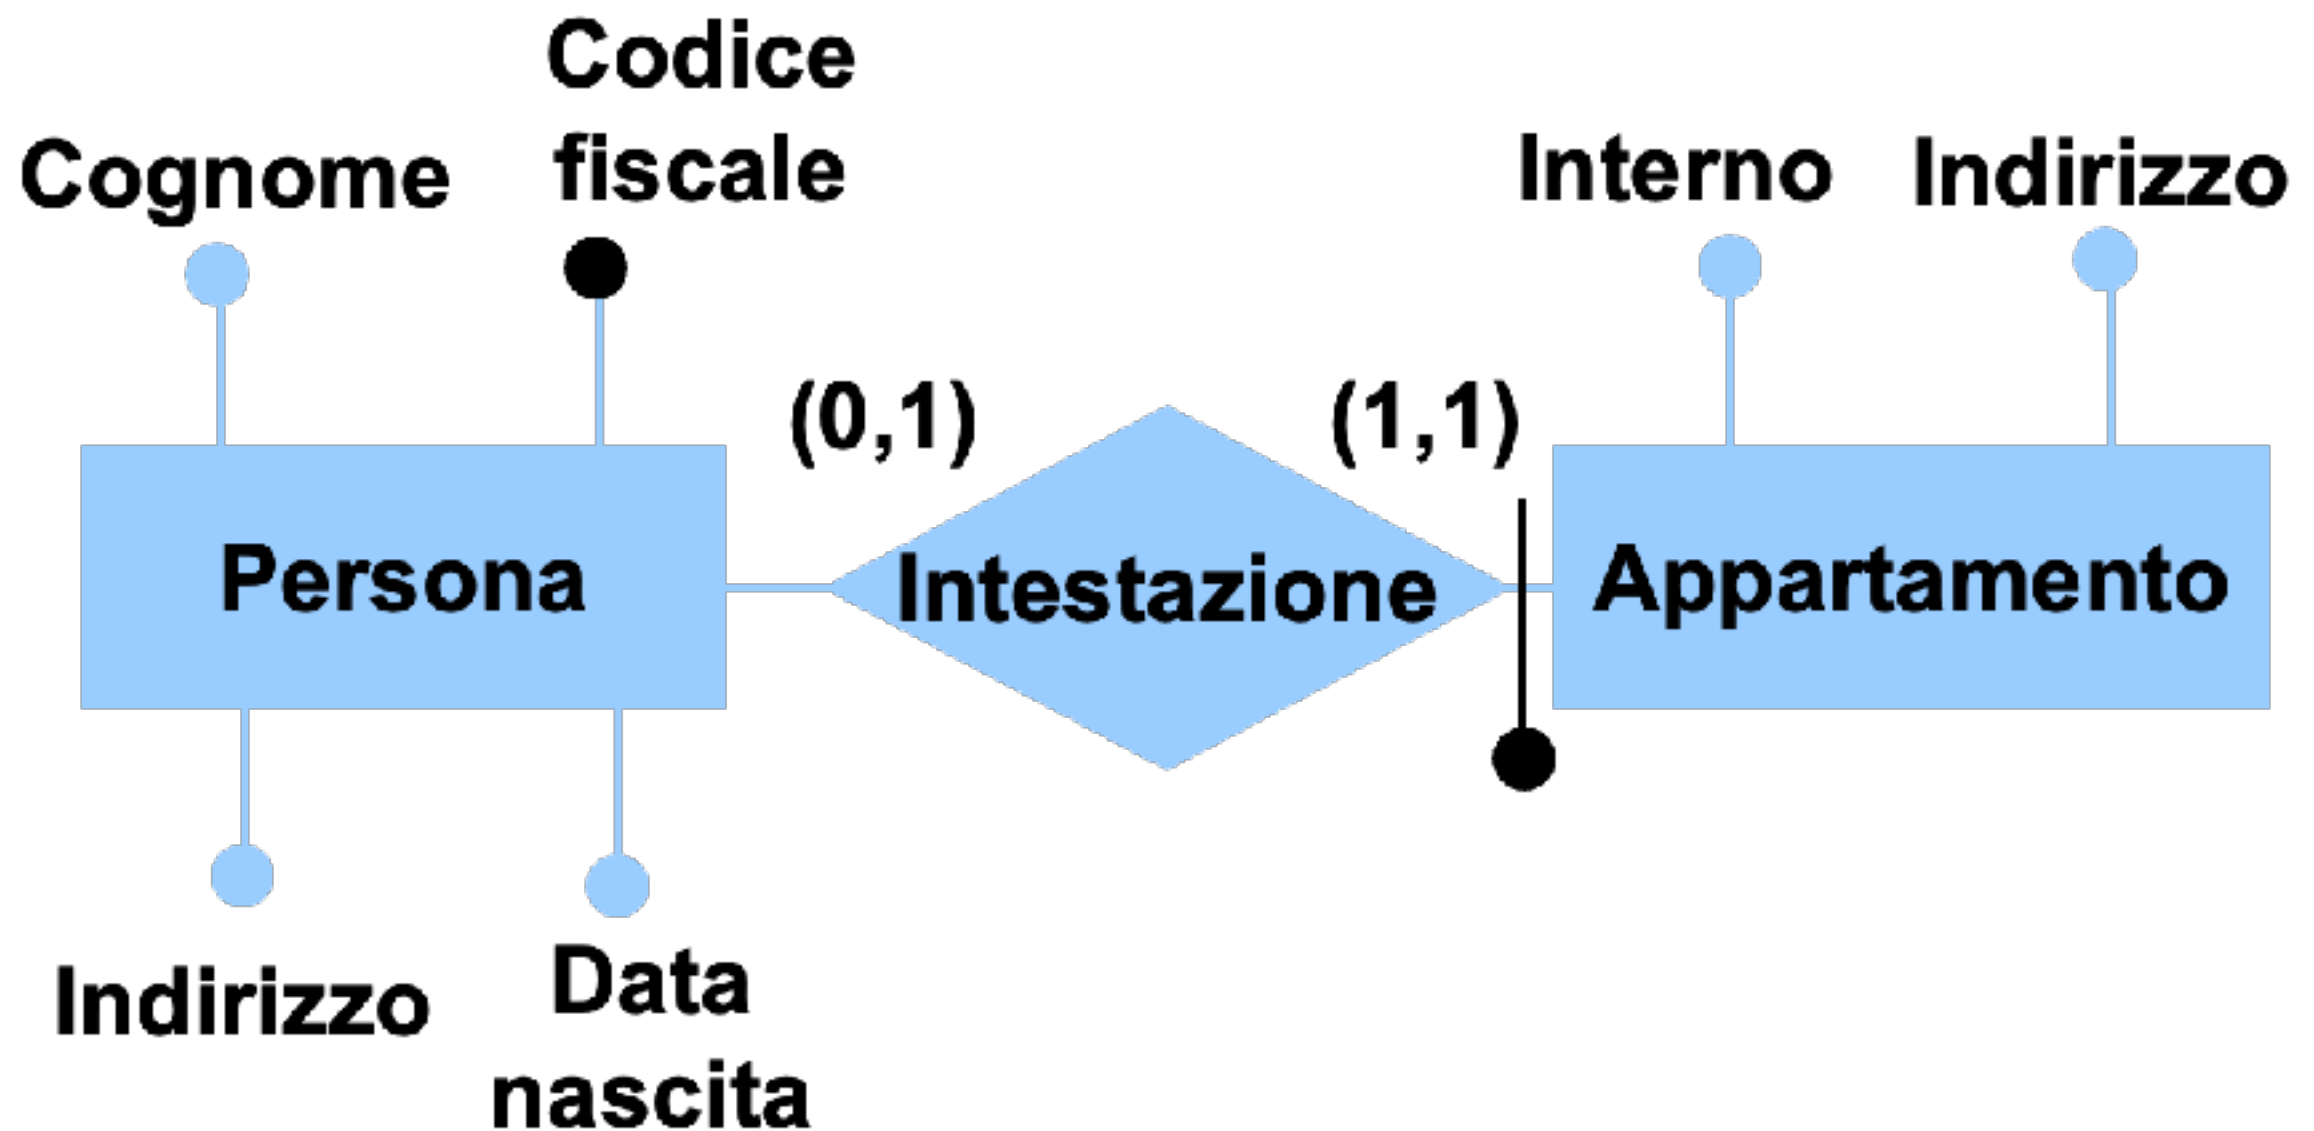 Codice
fiscale
Cognome
Interno
Indirizzo
(0,1)
(1,1)
Persona
Intestazione
Appartamento
Indirizzo
Data
nascita